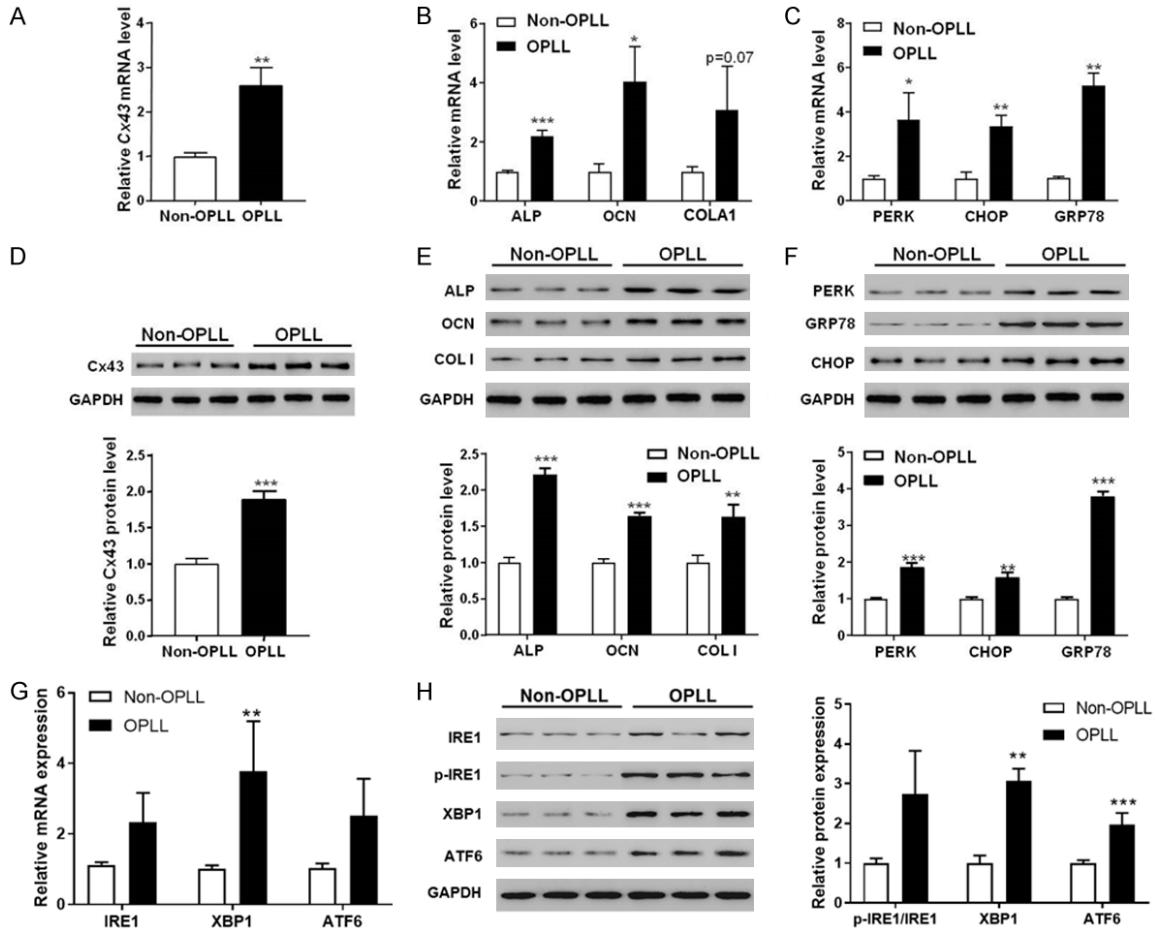 A
Relative Cx43 mRNA level
4
3
2
1
0
**
Non-OPLL OPLL
B
Relative mRNA level
6
4
2
0
Non-OPLL
OPLL
***
*
p=0.07
ALP OCN COLA1
C
Relative mRNA level
8
6
4
2
0
Non-OPLL
OPLL
*
**
**
PERK CHOP GRP78
D
Non-OPLL OPLL
Cx43
GAPDH
Relative Cx43 protein level
2.5
2.0
1.5
1.0
0.5
0.0
***
Non-OPLL OPLL
E
Non-OPLL OPLL
ALP
OCN
COL I
GAPDH
Relative protein level
2.5
2.0
1.5
1.0
0.5
0.0
Non-OPLL
OPLL
***
***
**
ALP OCN COL I
F
Non-OPLL OPLL
PERK
GRP78
CHOP
GAPDH
Relative protein level
5
4
3
2
1
0
Non-OPLL
OPLL
***
**
***
PERK CHOP GRP78
G
Relative mRNA expression
6
4
2
0
Non-OPLL
OPLL
**
IRE1 XBP1 ATF6
H
Non-OPLL OPLL
IRE1
p-IRE1
XBP1
ATF6
GAPDH
Relative protein expression
5
4
3
2
1
0
Non-OPLL
OPLL
**
***
p-IRE1/IRE1 XBP1 ATF6